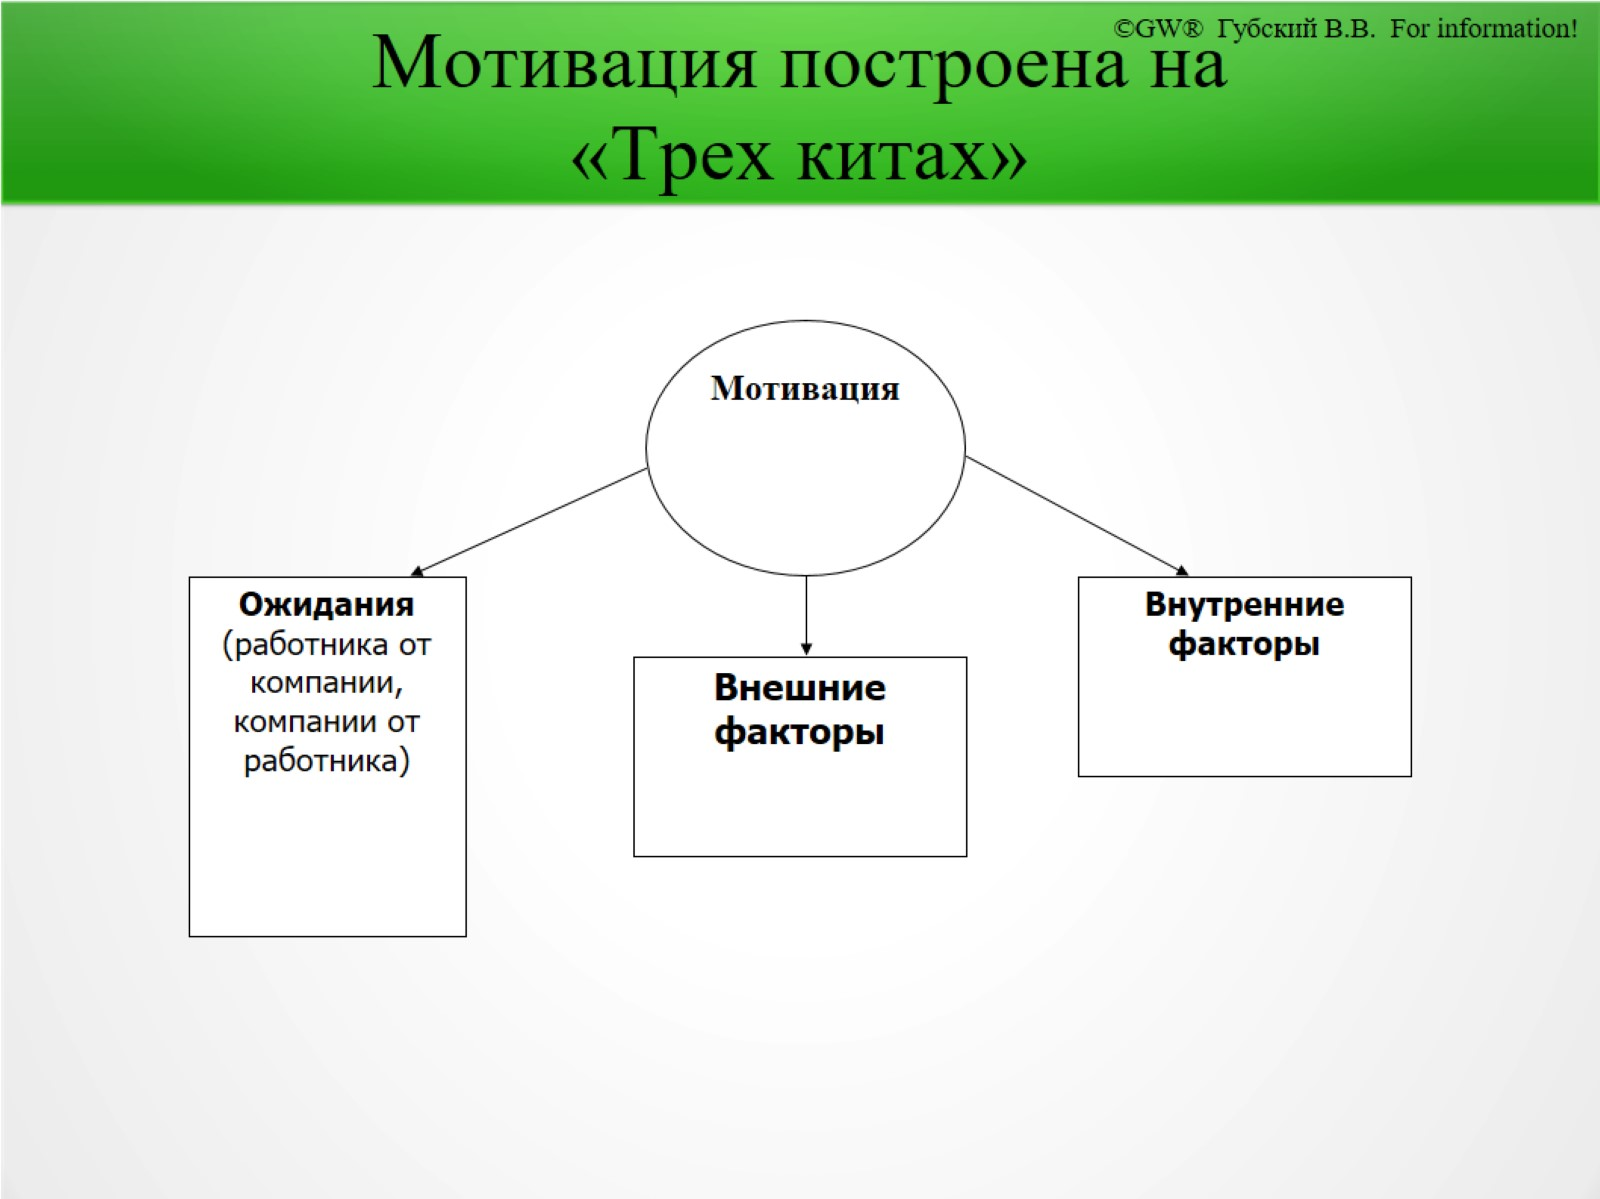 ©GW® Губский В.В. For information!
Мотивация построена на
«Трех китах»
Мотивация
Ожидания
(работника от
компании,
компании от
работника)
Внешние
факторы
Внутренние
факторы